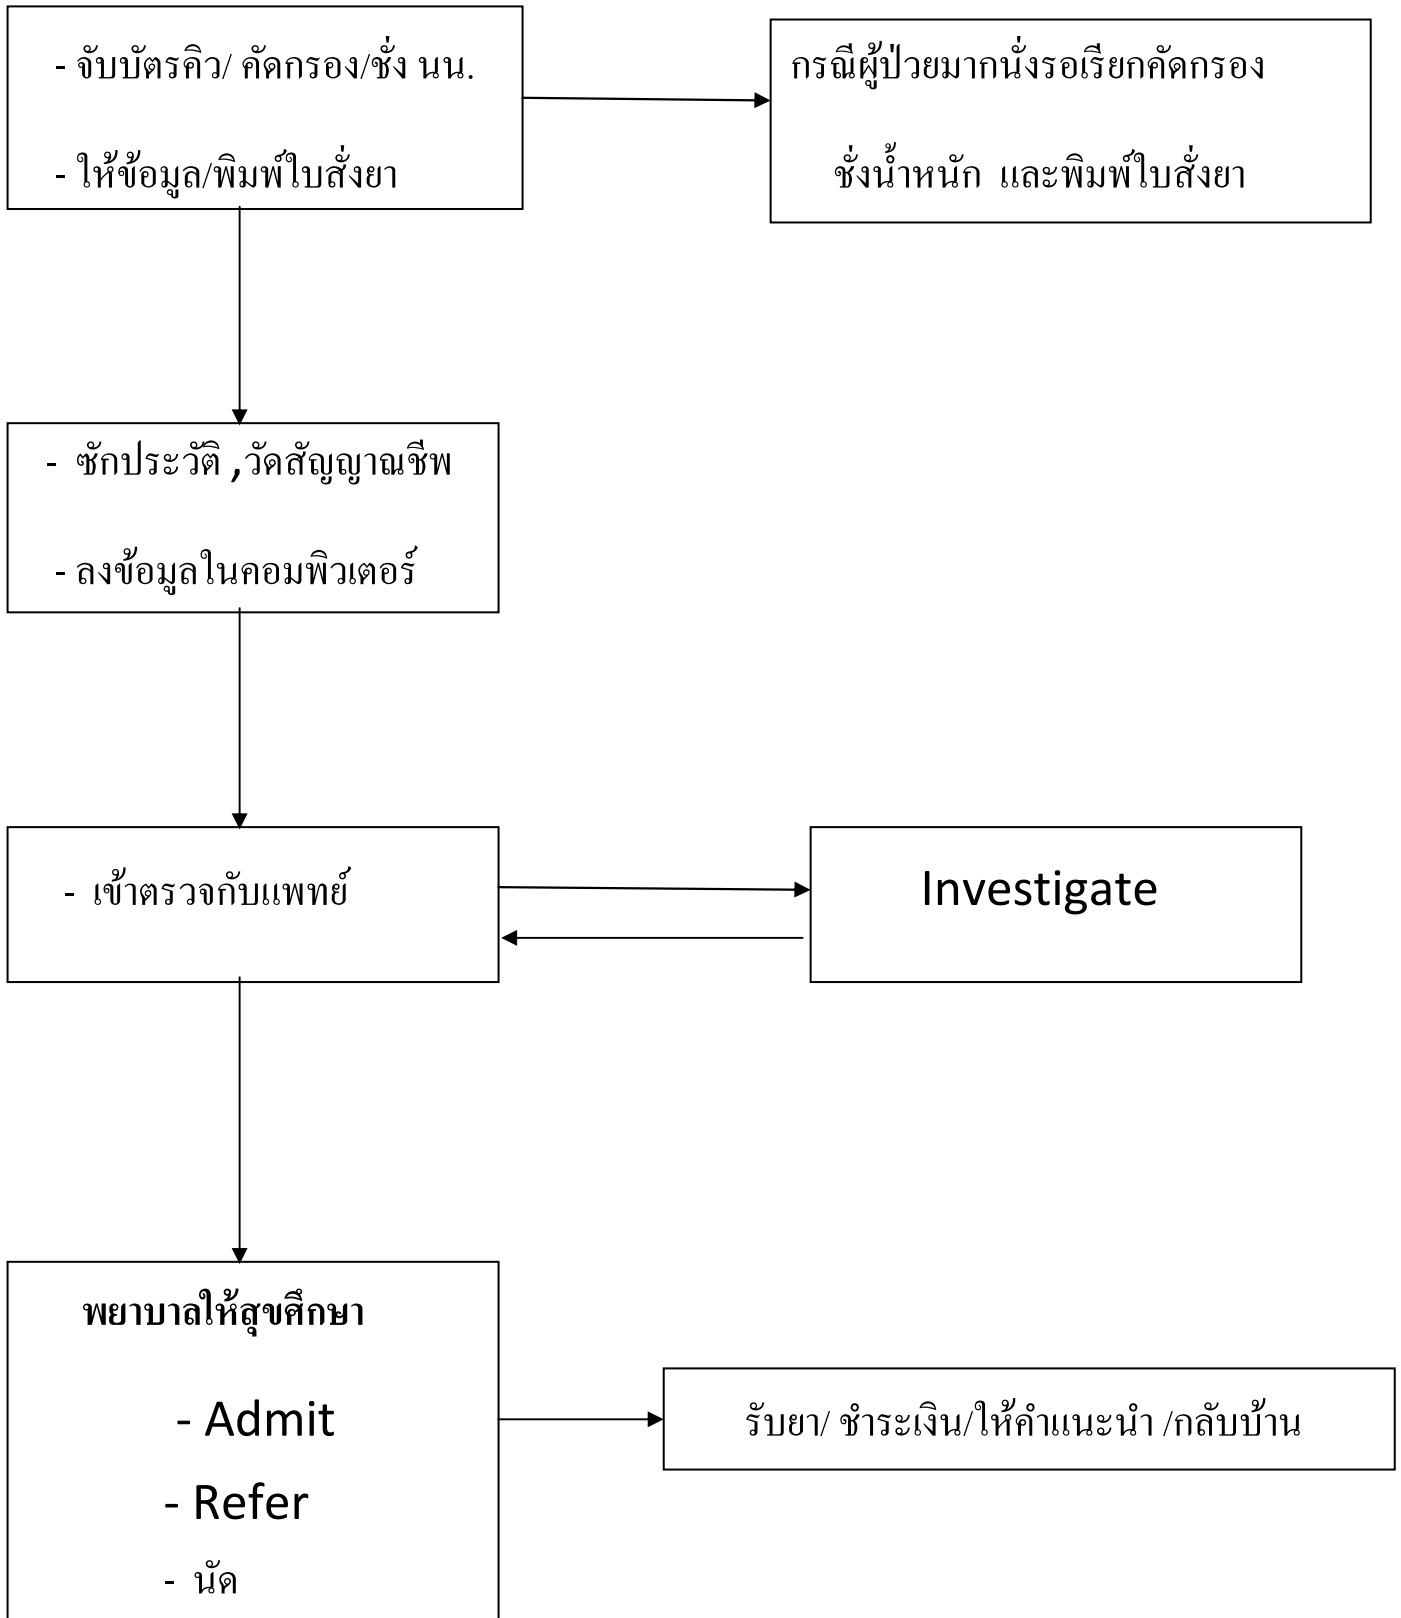 - จับบัตรคิว/ คัดกรอง/ชั่ง นน.
- ให้ข้อมูล/พิมพ์ใบสั่งยา
กรณีผู้ป่วยมากนั่งรอเรียกคัดกรอง
ชั่งน้ำหนัก และพิมพ์ใบสั่งยา
- ซักประวัติ ,วัดสัญญาณชีพ
- ลงข้อมูลในคอมพิวเตอร์
- เข้าตรวจกับแพทย์
Investigate
พยาบาลให้สุขศึกษา
- Admit
- Refer
- นัด
รับยา/ ชำระเงิน/ให้คำแนะนำ /กลับบ้าน